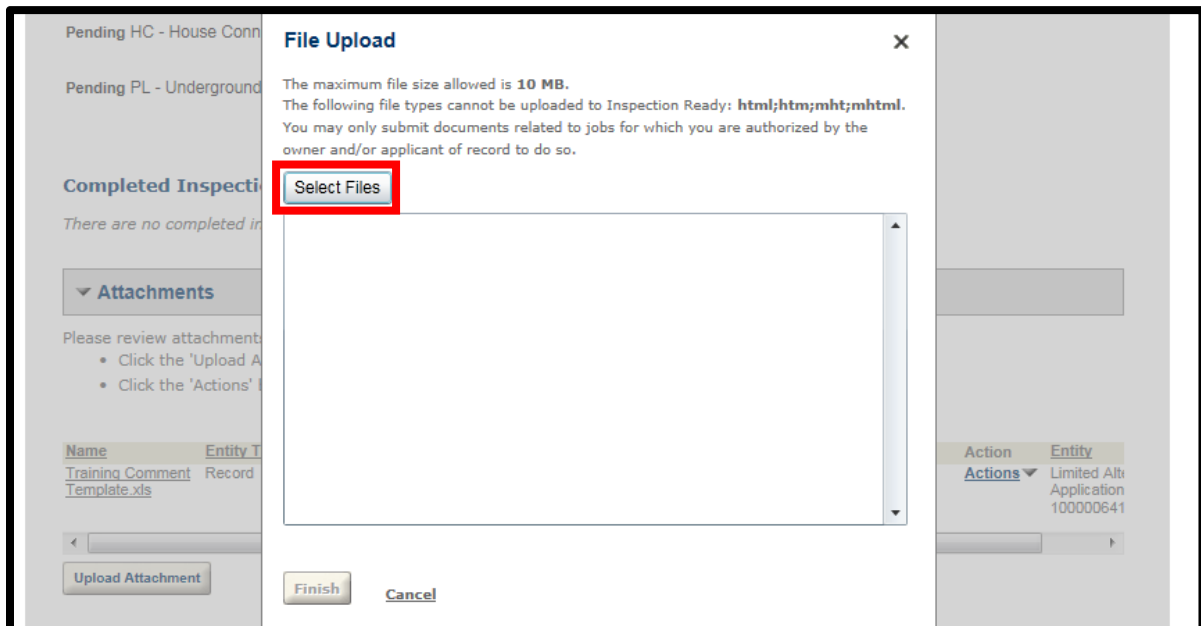 Pending HC - House Conn
Pending PL - Underground
Completed Inspecti
There are no completed in
Attachments
Please review attachments
• Click the 'Upload A
• Click the 'Actions' b
Name Entity T Action Entity
Training Comment Record Actions Limited Alte
Template.xls Application
100000641
Upload Attachment
File Upload
The maximum file size allowed is 10 MB.
The following file types cannot be uploaded to Inspection Ready: html;htm;mht;mhtml.
You may only submit documents related to jobs for which you are authorized by the
owner and/or applicant of record to do so.
Select Files
Finish Cancel